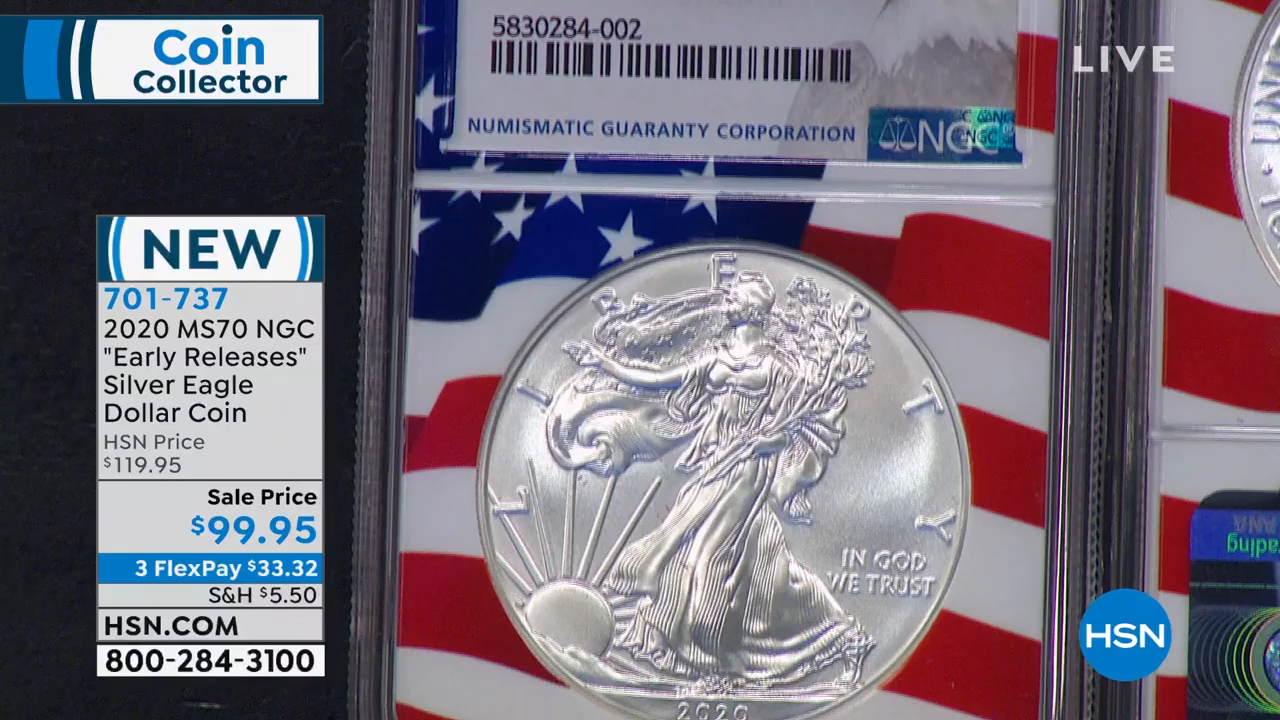 Coin
Collector
5830284-002
NUMISMATIC GUARANTY CORPORATION
NGC
NGC
LIVE
NEW
701-737
2020 MS70 NGC
"Early Releases"
Silver Eagle
Dollar Coin
HSN Price
$119.95
Sale Price
$99.95
3 FlexPay $33.32
S&H $5.50
HSN.COM
800-284-3100
LIBERTY
IN GOD
WE TRUST
2020
HSN